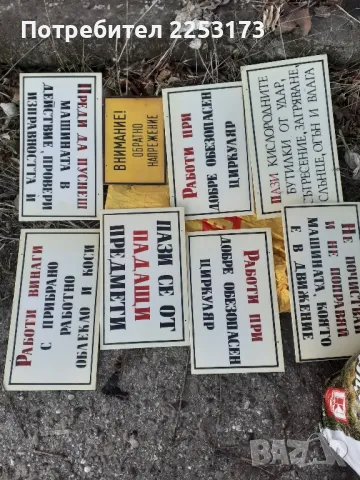 Потребител 2253173
Преди да пуснеш
машината в
действие провери
изправността и
ВНИМАНИЕ!
ОБРАТНО
НАПРЕЖЕНИЕ
Работи при
добре обезопасен
циркуляр
Пази кислородните
бутилки от удар,
сътресение, загряване,
слънце, огън и влага
Работи винаги
с прибрано
работно
облекло и коси
Пази се от
падащи
предмети
Работи при
добре обезопасен
циркуляр
и не поправяй
машината, която
е в движение
BAZAR